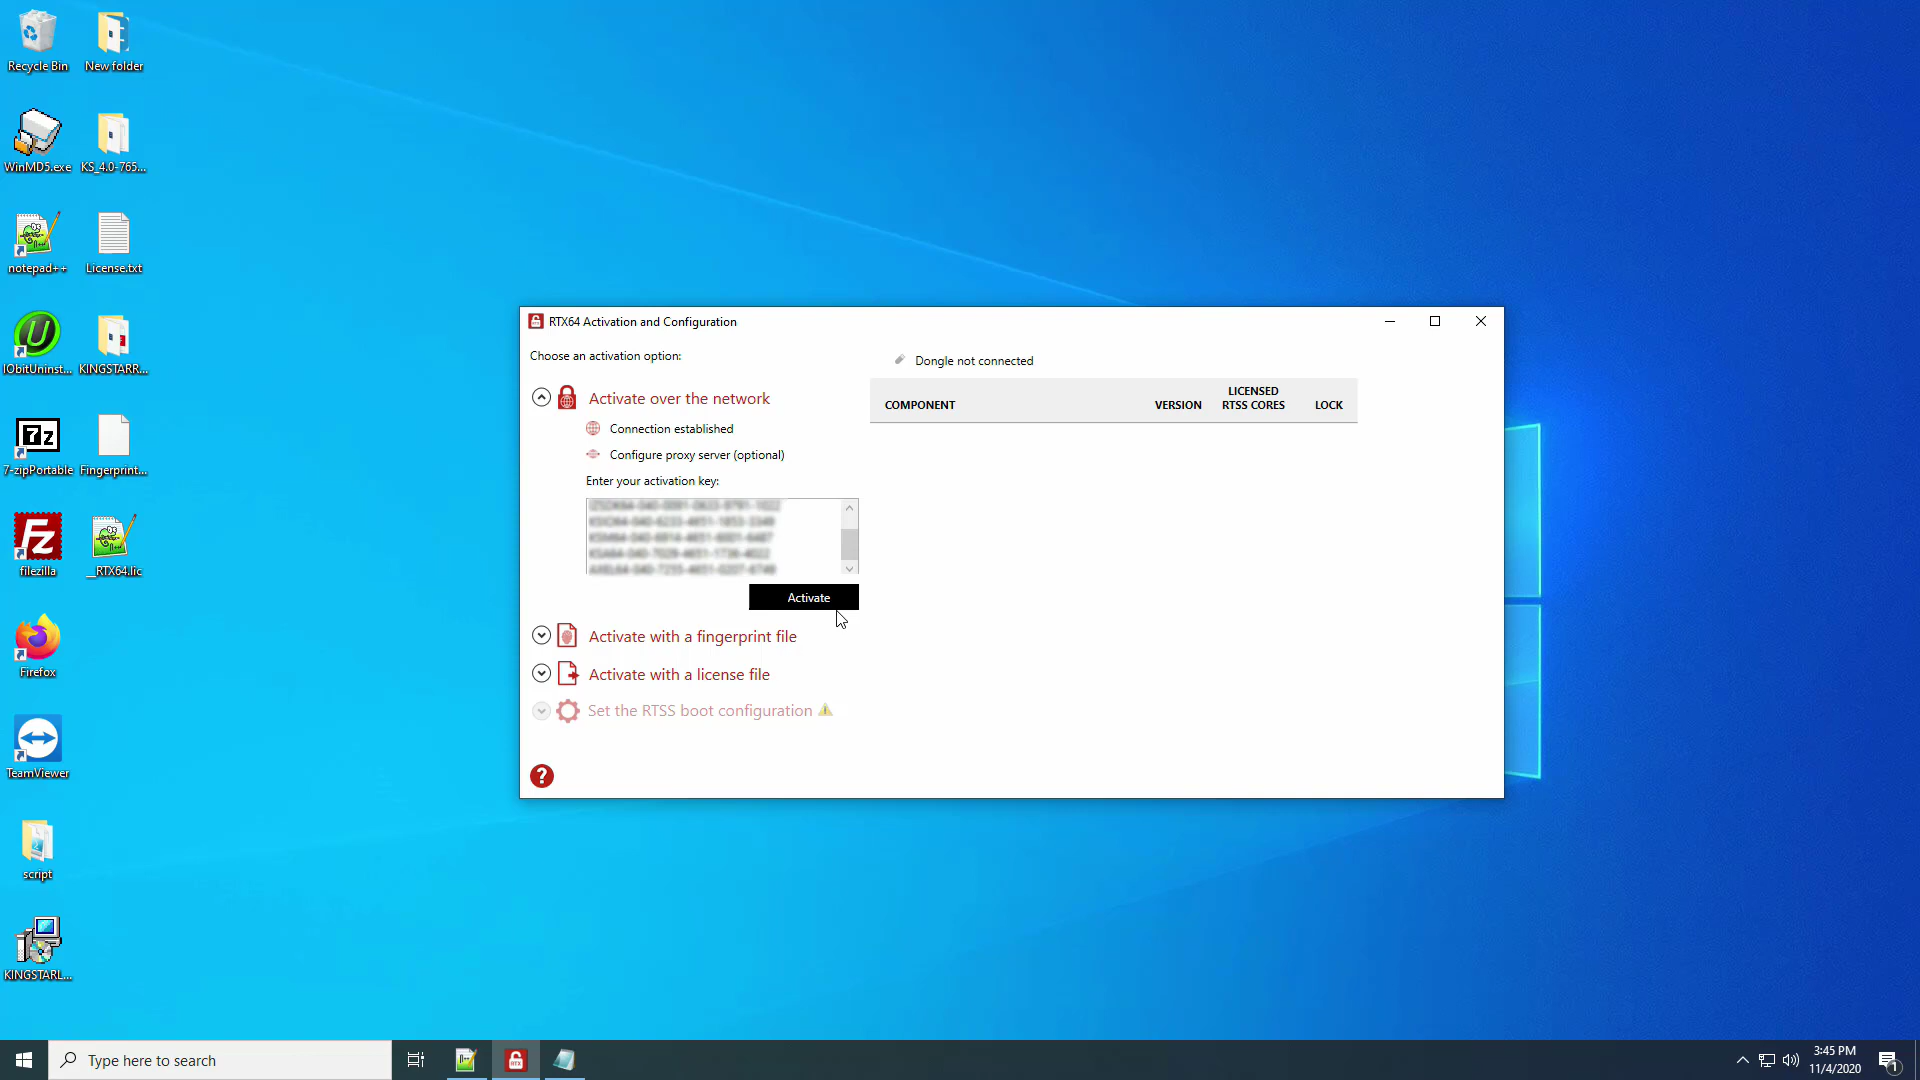 Recycle Bin
New folder
WinMD5.exe
KS_4.0-765...
notepad++
License.txt
IObitUninst...
KINGSTARR...
7-zipPortable
Fingerprint...
filezilla
__RTX64.lic
Firefox
TeamViewer
script
KINGSTARL...
RTX64 Activation and Configuration
Choose an activation option:
Activate over the network
Connection established
Configure proxy server (optional)
Enter your activation key:
Activate
Activate with a fingerprint file
Activate with a license file
Set the RTSS boot configuration
Dongle not connected
COMPONENT
VERSION
LICENSED
RTSS CORES
LOCK
Type here to search
3:45 PM
11/4/2020
1